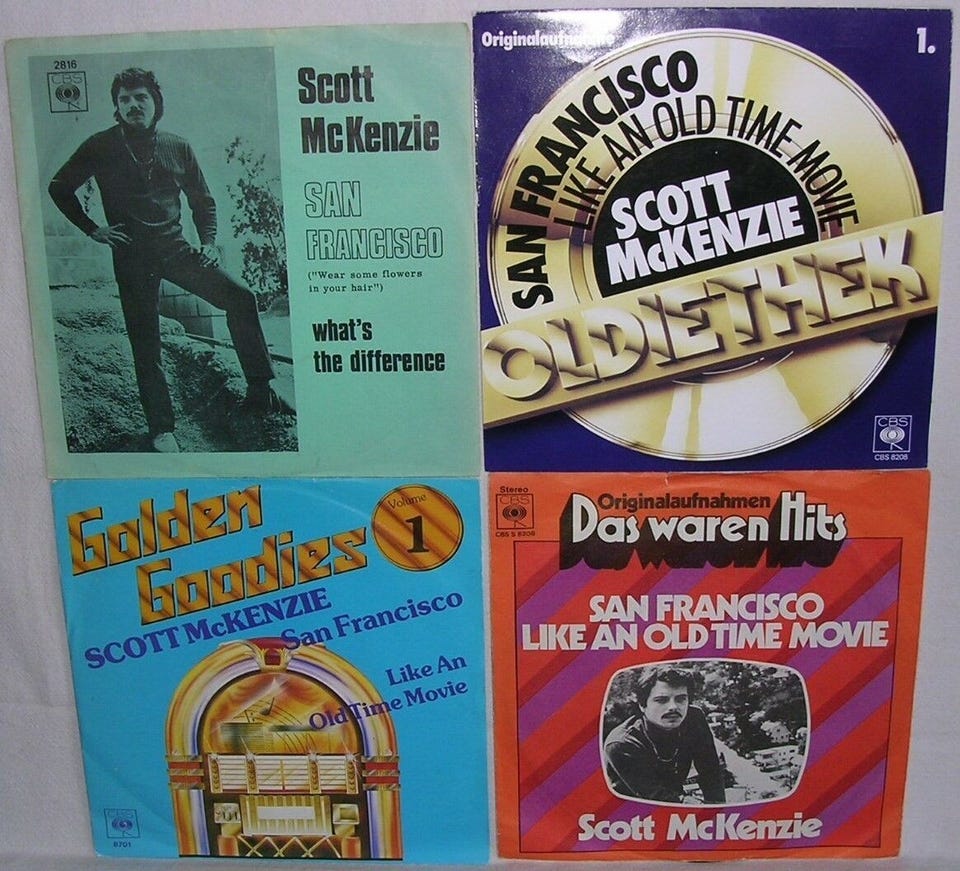 2816
CBS
Scott
McKenzie
SAN
FRANCISCO
("Wear some flowers
in your hair")
what's
the difference
Originalaufnahme
1.
SAN FRANCISCO
LIKE AN OLD TIME MOVIE
SCOTT
McKENZIE
OLDIETHEK
CBS
CBS 8208
Golden
Goodies
Volume
1
SCOTT McKENZIE
San Francisco
Like An
Old Time Movie
CBS
8701
Stereo
CBS
CBS S 8208
Originalaufnahmen
Das waren Hits
SAN FRANCISCO
LIKE AN OLD TIME MOVIE
Scott McKenzie